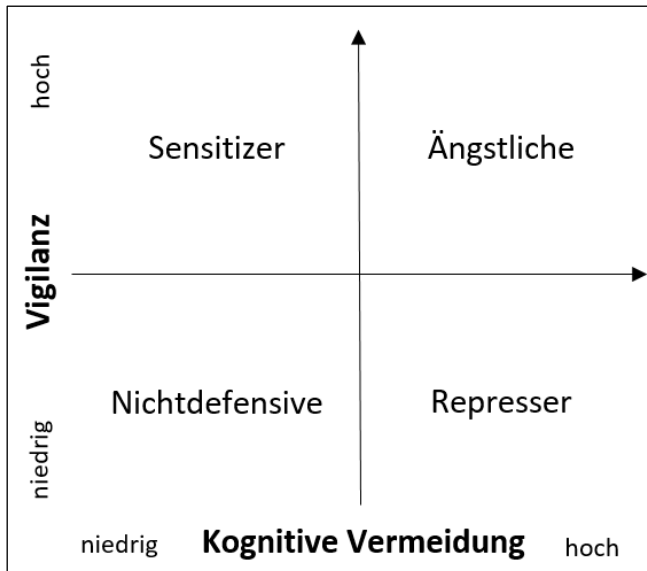 hoch
Sensitizer
Ängstliche
Vigilanz
Nichtdefensive
Represser
niedrig
niedrig
Kognitive Vermeidung
hoch